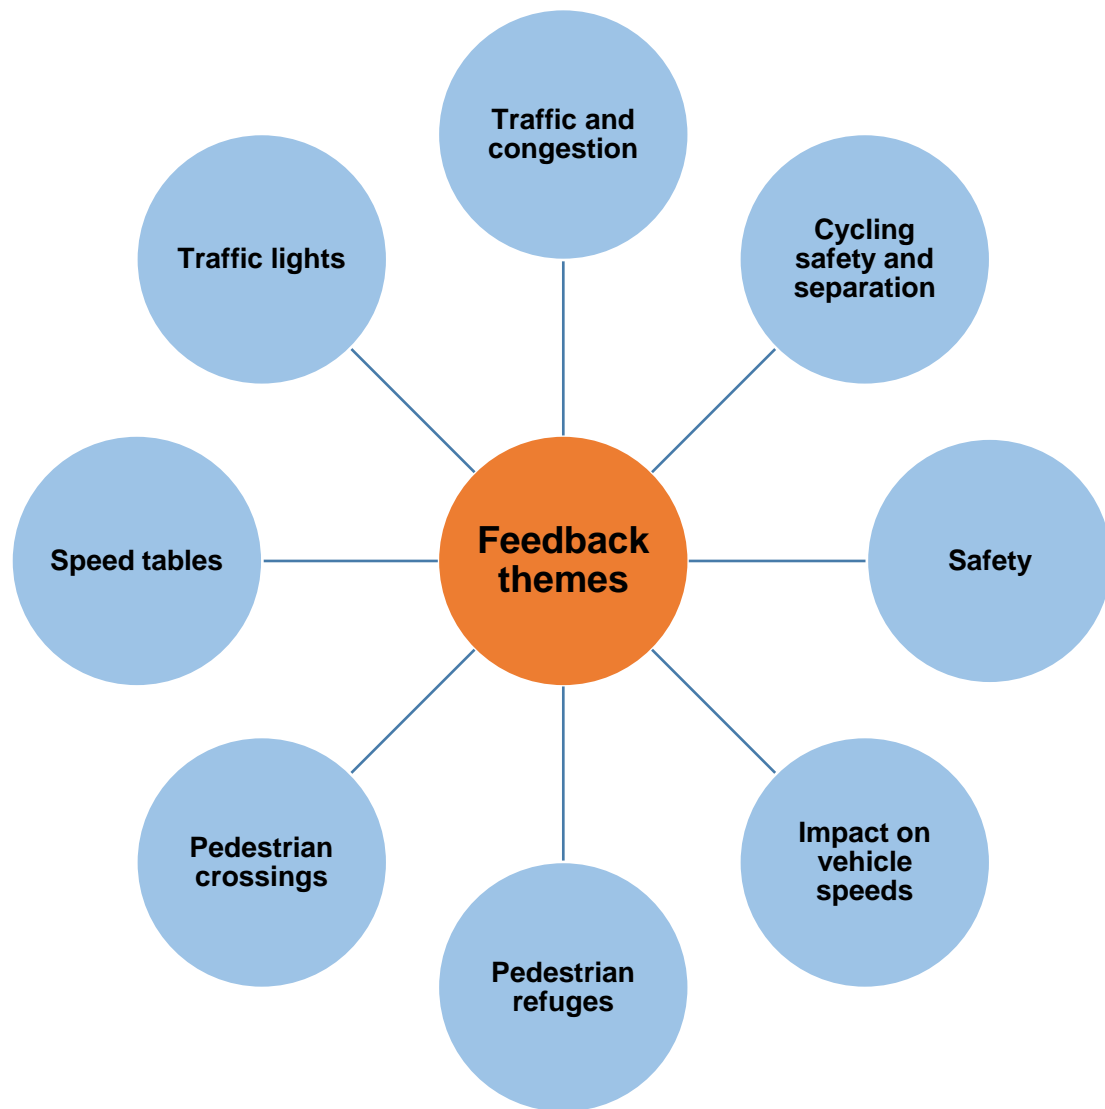 Traffic and
congestion
Cycling
safety and
separation
Safety
Impact on
vehicle
speeds
Pedestrian
refuges
Pedestrian
crossings
Speed tables
Traffic lights
Feedback
themes